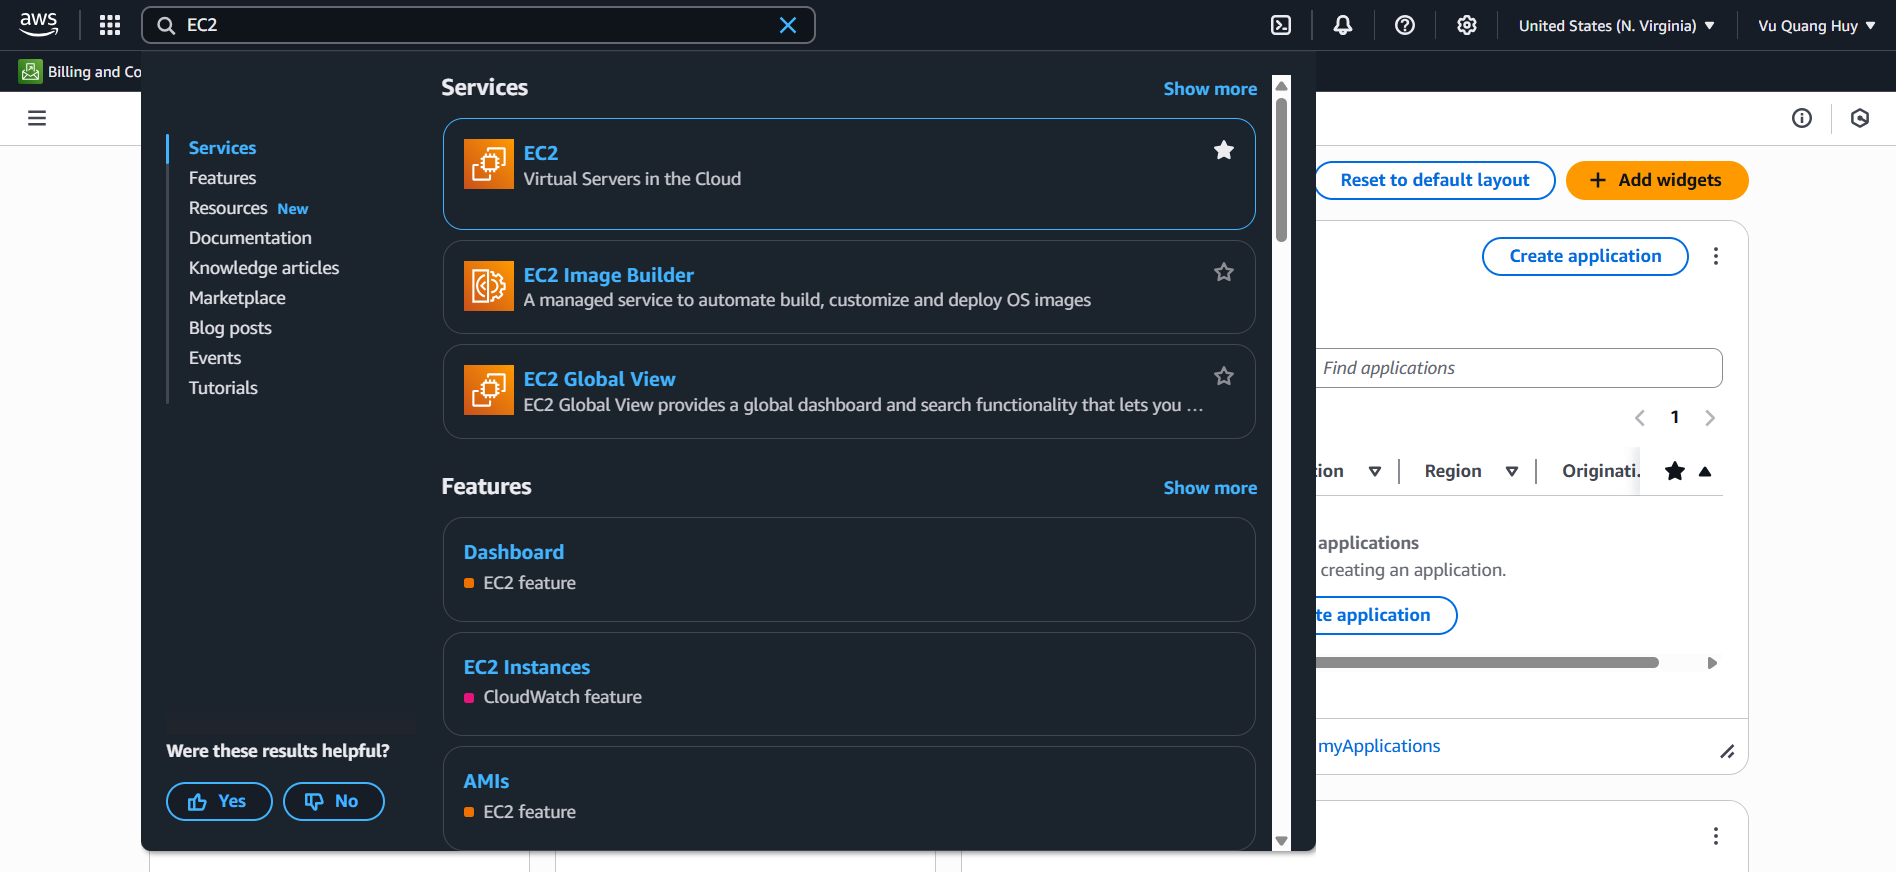 aws
EC2
United States (N. Virginia)
Vu Quang Huy
Billing and Co
Services
Features
Resources New
Documentation
Knowledge articles
Marketplace
Blog posts
Events
Tutorials
Were these results helpful?
Yes
No
Services
Show more
EC2
Virtual Servers in the Cloud
EC2 Image Builder
A managed service to automate build, customize and deploy OS images
EC2 Global View
EC2 Global View provides a global dashboard and search functionality that lets you ...
Features
Show more
Dashboard
EC2 feature
EC2 Instances
CloudWatch feature
AMIs
EC2 feature
Reset to default layout
+ Add widgets
Create application
Find applications
1
ion
Region
Originati.
applications
creating an application.
te application
myApplications